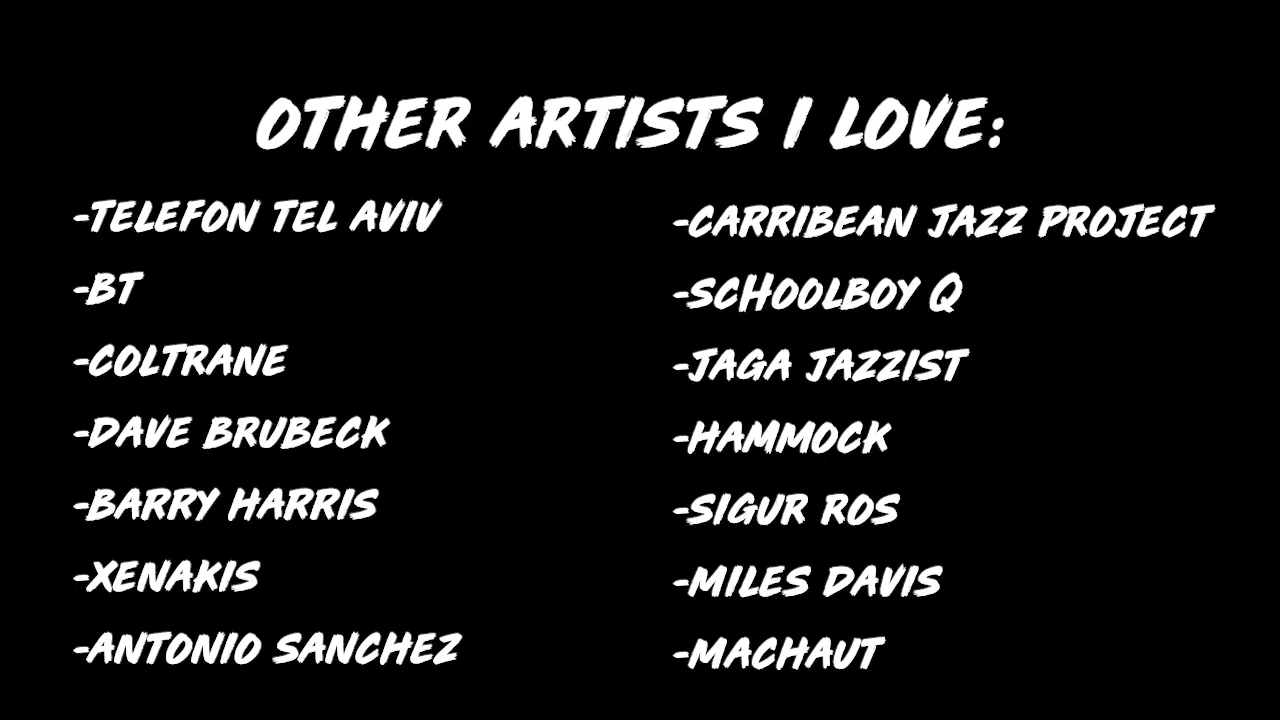 OTHER ARTISTS I LOVE:
-TELEFON TEL AVIV
-BT
-COLTRANE
-DAVE BRUBECK
-BARRY HARRIS
-XENAKIS
-ANTONIO SANCHEZ
-CARRIBEAN JAZZ PROJECT
-SCHOOLBOY Q
-JAGA JAZZIST
-HAMMOCK
-SIGUR ROS
-MILES DAVIS
-MACHAUT